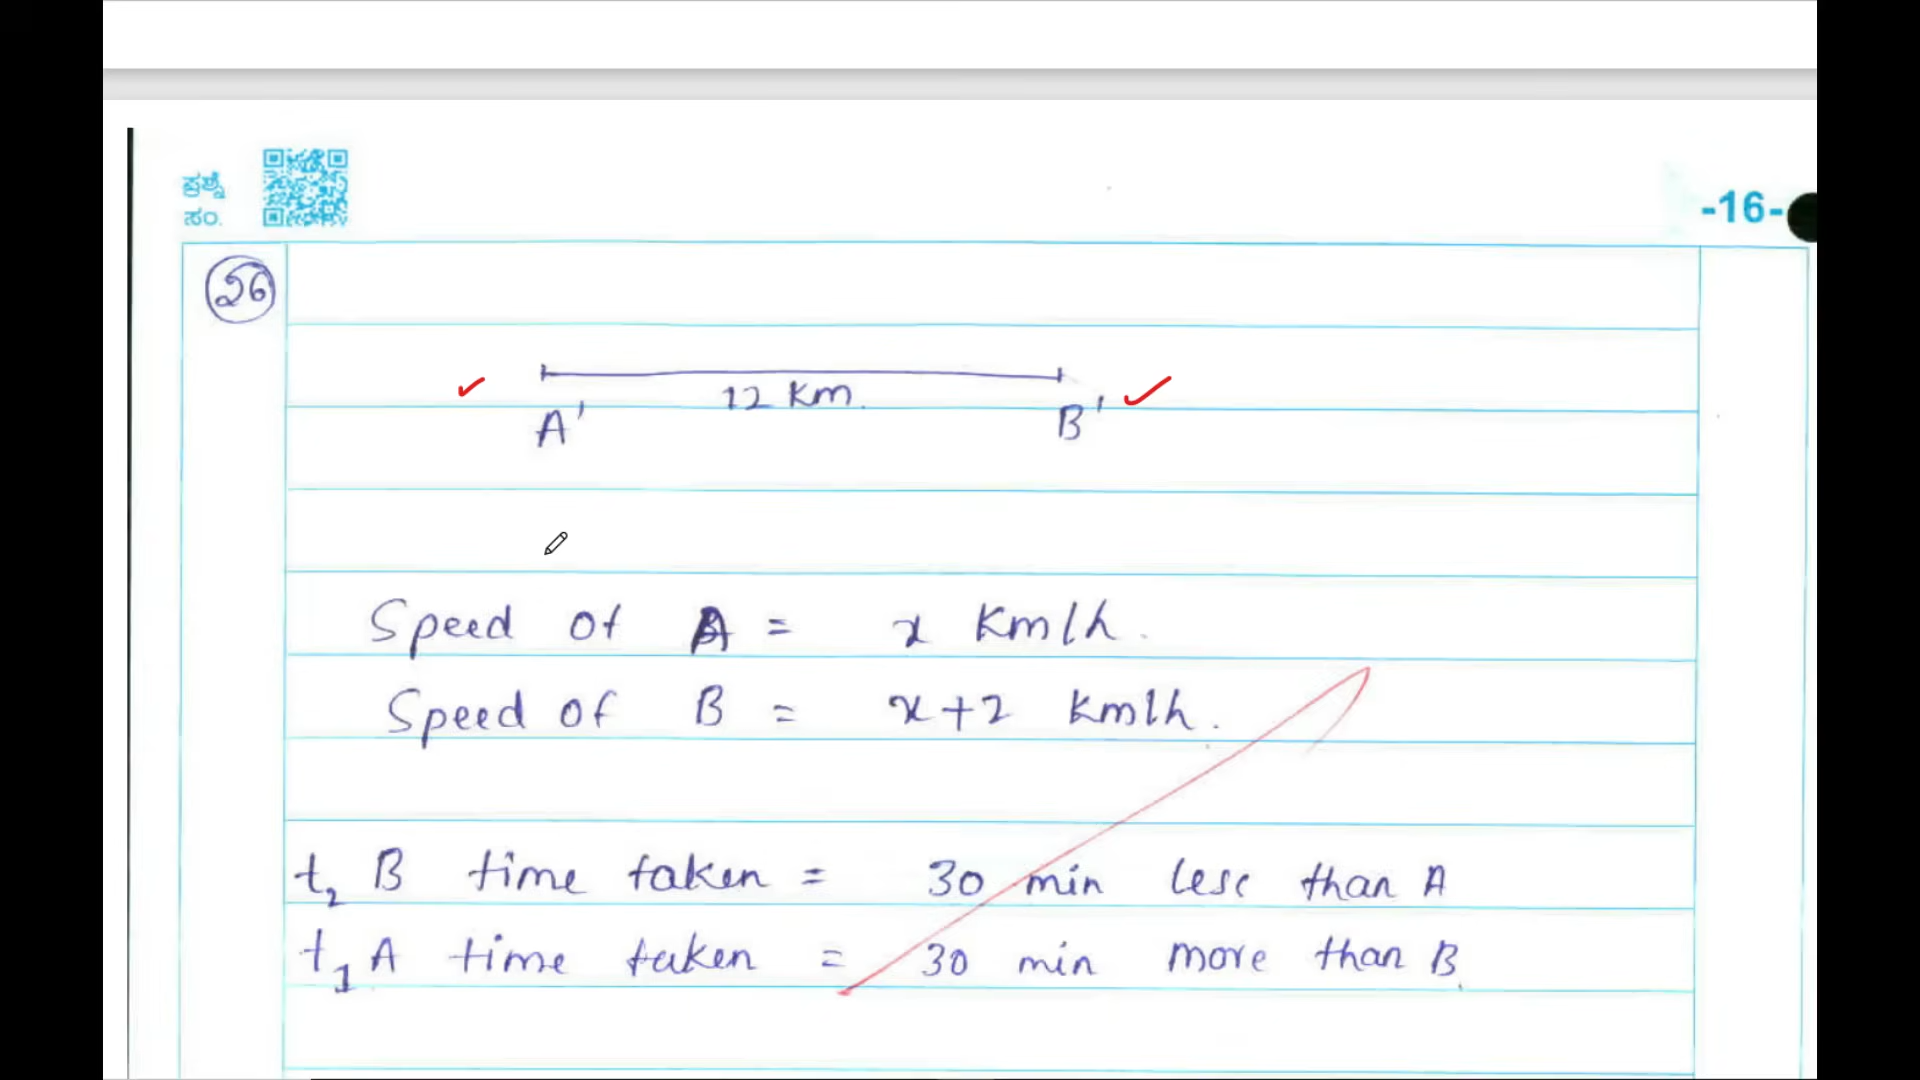 ಪ್ರಶ್ನೆ
ಸಂ.
-16-
26
12 Km.
A' B'
Speed of A = x Km/h.
Speed of B = x+2 Km/h.
t₂ B time taken = 30 min less than A
t₁ A time taken = 30 min more than B.